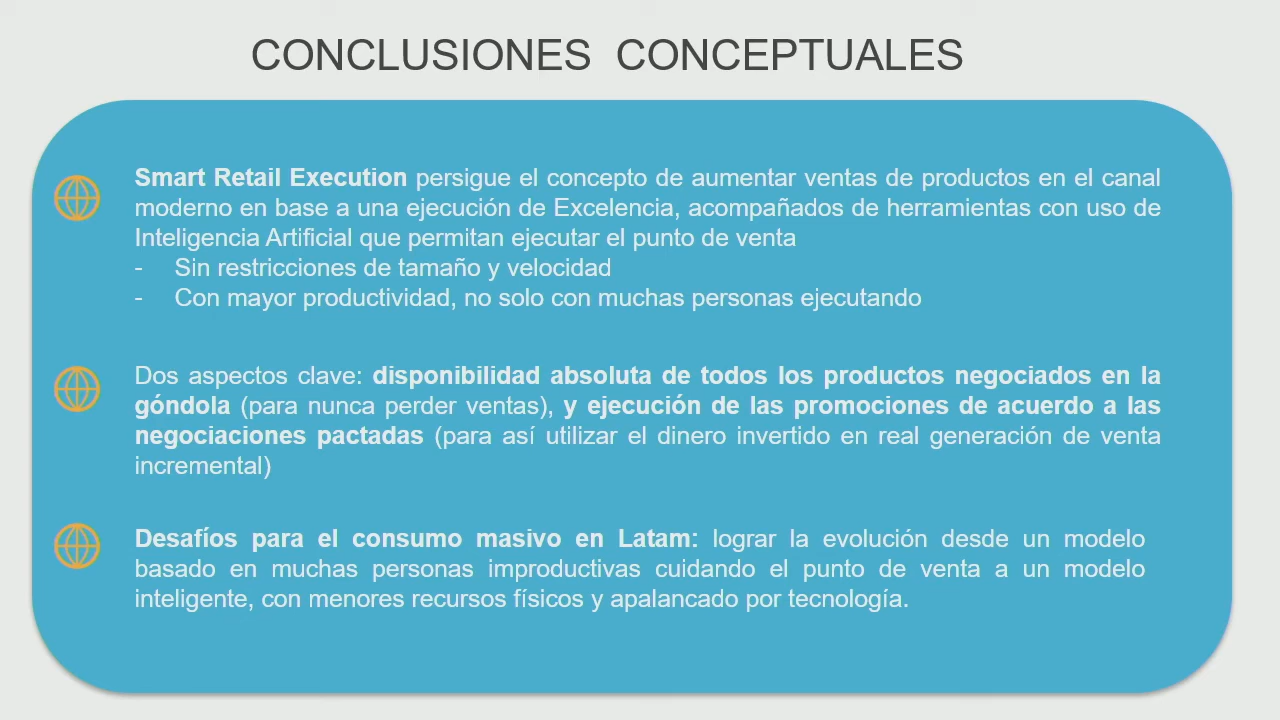 CONCLUSIONES CONCEPTUALES
Smart Retail Execution persigue el concepto de aumentar ventas de productos en el canal
moderno en base a una ejecución de Excelencia, acompañados de herramientas con uso de
Inteligencia Artificial que permitan ejecutar el punto de venta
- Sin restricciones de tamaño y velocidad
- Con mayor productividad, no solo con muchas personas ejecutando
Dos aspectos clave: disponibilidad absoluta de todos los productos negociados en la
góndola (para nunca perder ventas), y ejecución de las promociones de acuerdo a las
negociaciones pactadas (para así utilizar el dinero invertido en real generación de venta
incremental)
Desafíos para el consumo masivo en Latam: lograr la evolución desde un modelo
basado en muchas personas improductivas cuidando el punto de venta a un modelo
inteligente, con menores recursos físicos y apalancado por tecnología.